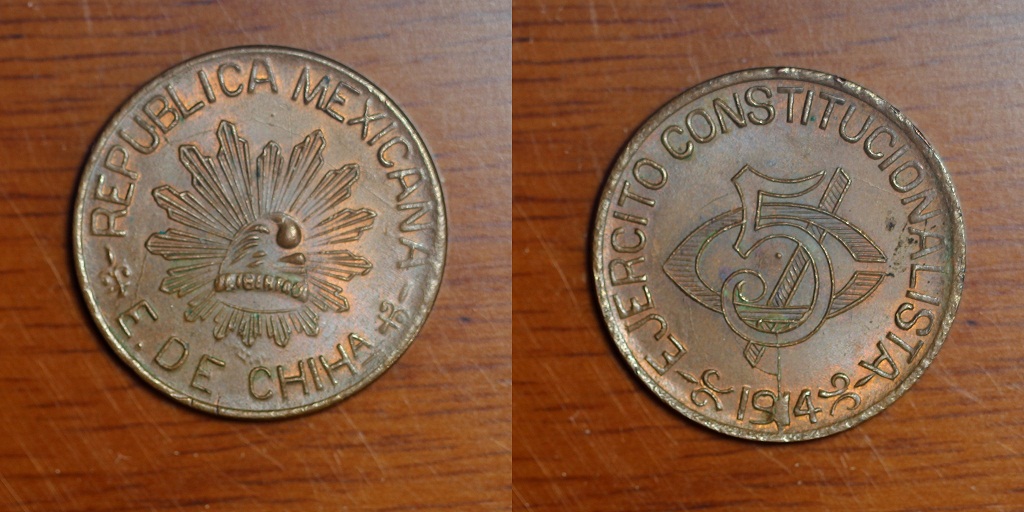 REPUBLICA MEXICANA
E. DE CHIHA
EJERCITO CONSTITUCIONALISTA
5 ¢
1914